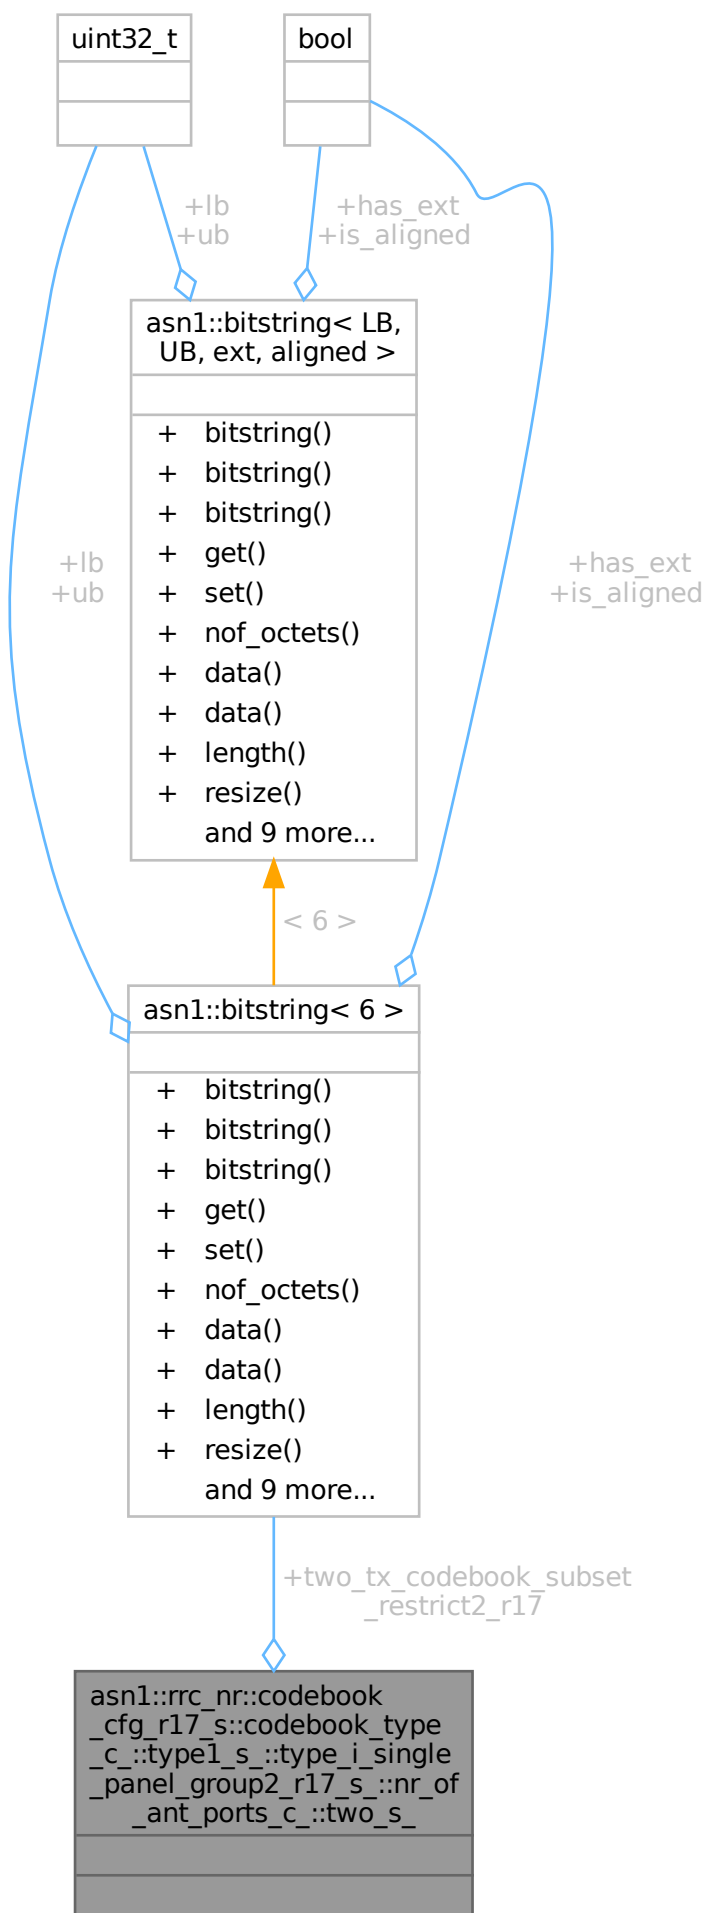 uint32_t
bool
+lb
+ub
+has_ext
+is_aligned
asn1::bitstring< LB,
UB, ext, aligned >
+ bitstring()
+ bitstring()
+ bitstring()
+ get()
+ set()
+ nof_octets()
+ data()
+ data()
+ length()
+ resize()
and 9 more...
+lb
+ub
+has_ext
+is_aligned
< 6 >
asn1::bitstring< 6 >
+ bitstring()
+ bitstring()
+ bitstring()
+ get()
+ set()
+ nof_octets()
+ data()
+ data()
+ length()
+ resize()
and 9 more...
+two_tx_codebook_subset
_restrict2_r17
asn1::rrc_nr::codebook
_cfg_r17_s::codebook_type
_c_::type1_s_::type_i_single
_panel_group2_r17_s_::nr_of
_ant_ports_c_::two_s_